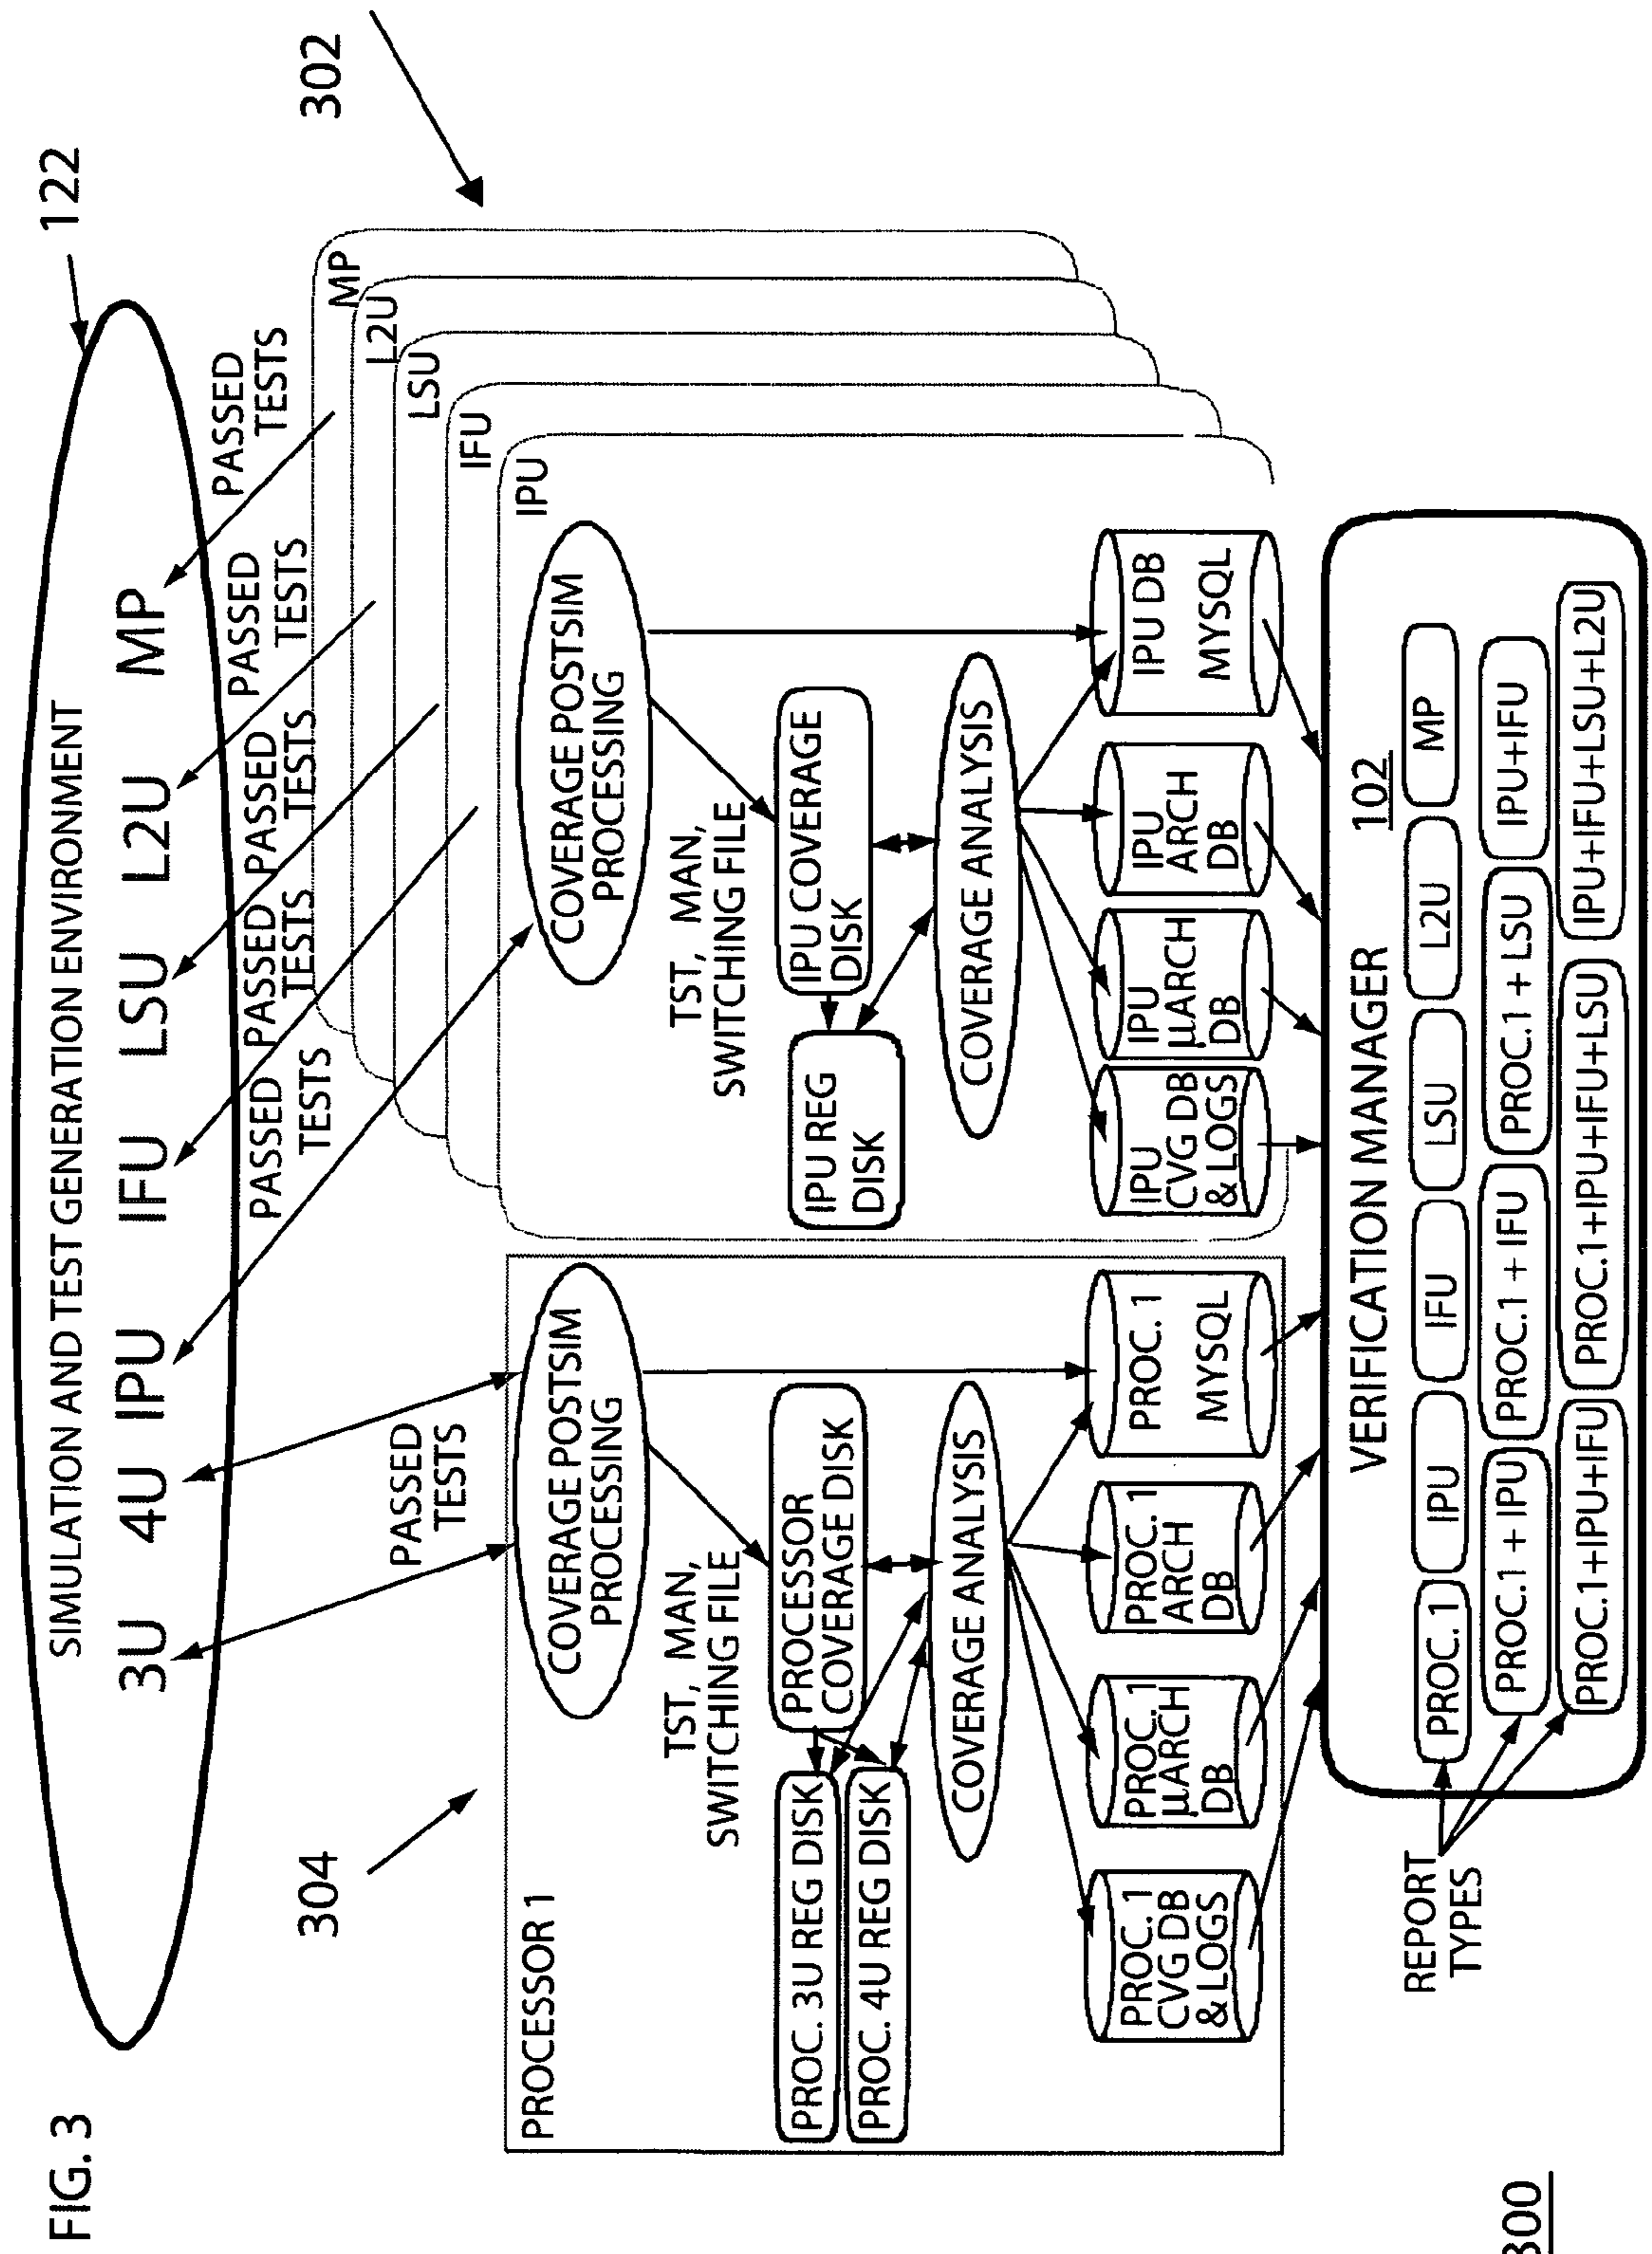 FIG. 3
122
SIMULATION AND TEST GENERATION ENVIRONMENT
3U 4U IPU IFU LSU L2U MP
302
304
PASSED
TESTS
PASSED
TESTS
PASSED
TESTS
PASSED
TESTS
PASSED
TESTS
PASSED
TESTS
MP
L2U
LSU
IFU
IPU
PROCESSOR 1
COVERAGE POSTSIM
PROCESSING
TST, MAN,
SWITCHING FILE
PROCESSOR
COVERAGE DISK
PROC. 3U REG DISK
PROC. 4U REG DISK
COVERAGE ANALYSIS
PROC. 1
CVG DB
& LOGS
PROC. 1
µARCH
DB
PROC. 1
ARCH
DB
PROC. 1
MYSQL
COVERAGE POSTSIM
PROCESSING
TST, MAN,
SWITCHING FILE
IPU COVERAGE
DISK
IPU REG
DISK
COVERAGE ANALYSIS
IPU
CVG DB
& LOGS
IPU
µARCH
DB
IPU
ARCH
DB
IPU DB
MYSQL
VERIFICATION MANAGER 102
REPORT
TYPES
PROC. 1 IPU IFU LSU L2U MP
PROC.1 + IPU PROC.1 + IFU PROC.1 + LSU IPU+IFU
PROC.1+IPU+IFU PROC.1+IPU+IFU+LSU IPU+IFU+LSU+L2U
300